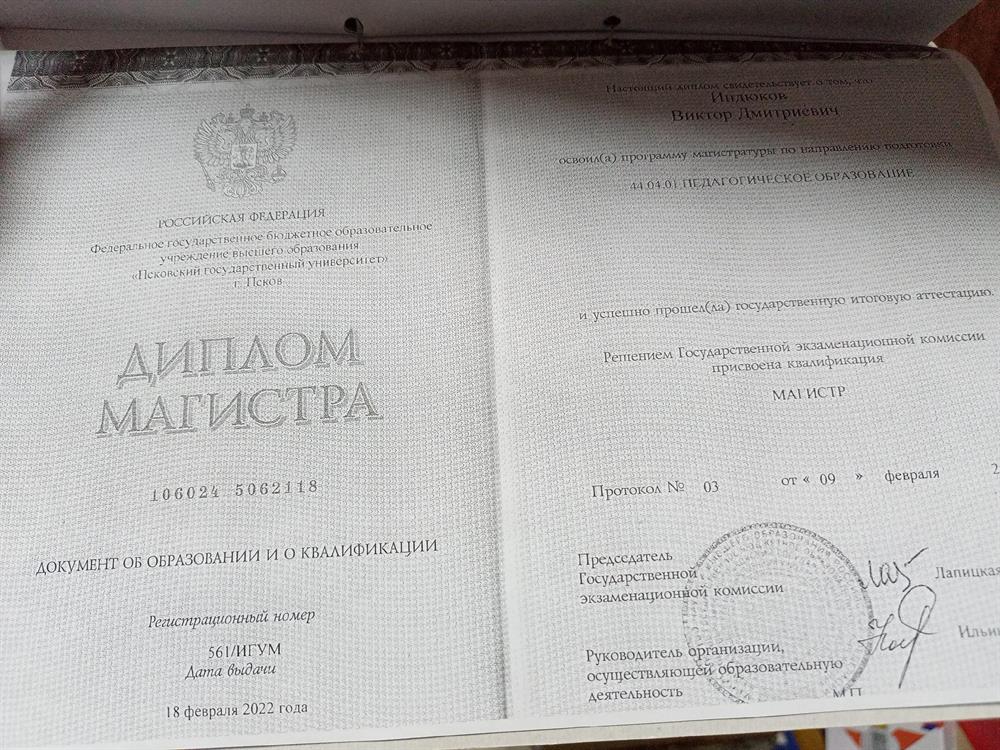 РОССИЙСКАЯ ФЕДЕРАЦИЯ
Федеральное государственное бюджетное образовательное
учреждение высшего образования
«Псковский государственный университет»
г. Псков
ДИПЛОМ
МАГИСТРА
106024 5062118
ДОКУМЕНТ ОБ ОБРАЗОВАНИИ И О КВАЛИФИКАЦИИ
Регистрационный номер
561/ИГУМ
Дата выдачи
18 февраля 2022 года
Настоящий диплом свидетельствует о том, что
Индюков
Виктор Дмитриевич
освоил(а) программу магистратуры по направлению подготовки
44.04.01 ПЕДАГОГИЧЕСКОЕ ОБРАЗОВАНИЕ
и успешно прошел(ла) государственную итоговую аттестацию.
Решением Государственной экзаменационной комиссии
присвоена квалификация
МАГИСТР
Протокол № 03 от « 09 » февраля 2
Председатель
Государственной
экзаменационной комиссии
Лапицкая
Руководитель организации,
осуществляющей образовательную
деятельность
Ильи
М.П.